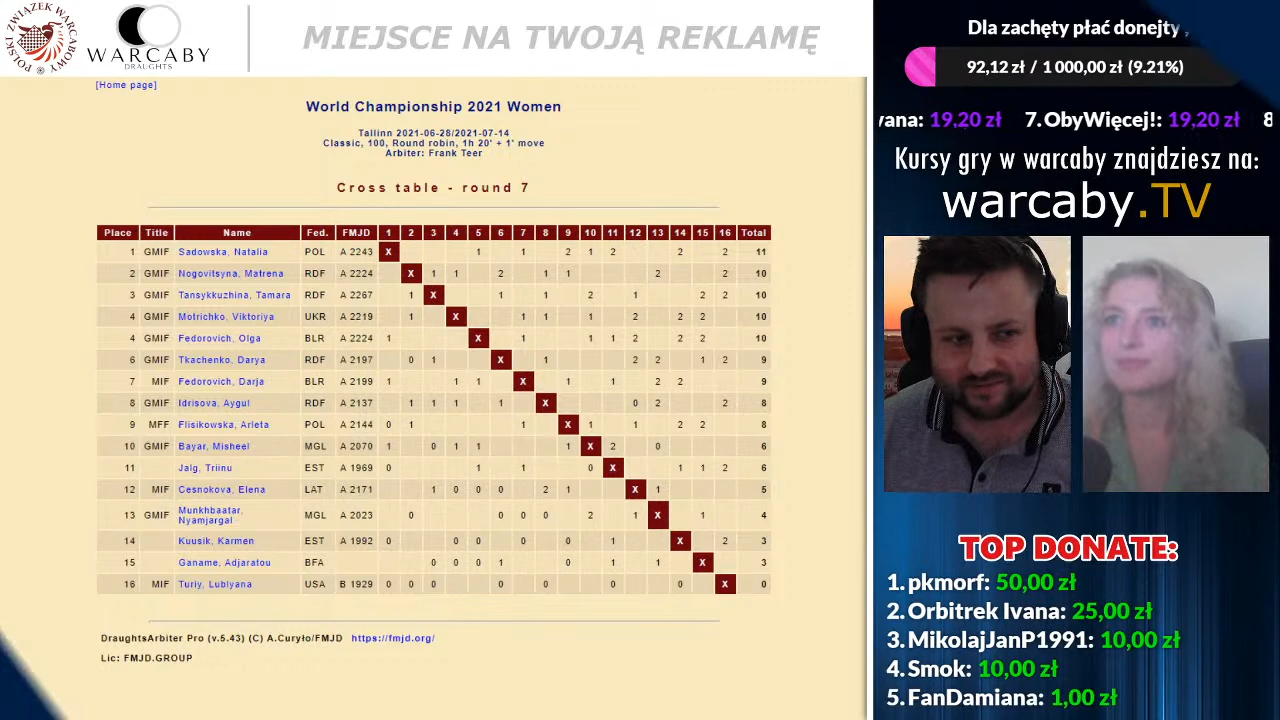 POLSKI ZWIĄZEK WARCABOWY
WARCABY
DRAUGHTS
MIEJSCE NA TWOJĄ REKLAMĘ
[Home page]
World Championship 2021 Women
Tallinn 2021-06-28/2021-07-14
Classic, 100, Round robin, 1h 20' + 1' move
Arbiter: Frank Teer
Cross table - round 7
Place Title Name Fed. FMJD 1 2 3 4 5 6 7 8 9 10 11 12 13 14 15 16 Total
1 GMIF Sadowska, Natalia POL A 2243 X 1 1 2 1 2 2 2 11
2 GMIF Nogovitsyna, Matrena RDF A 2224 X 1 1 2 1 1 2 2 10
3 GMIF Tansykkuzhina, Tamara RDF A 2267 1 X 1 1 2 1 2 2 10
4 GMIF Motrichko, Viktoriya UKR A 2219 1 X 1 1 1 2 2 2 10
4 GMIF Fedorovich, Olga BLR A 2224 1 X 1 1 1 2 2 2 10
6 GMIF Tkachenko, Darya RDF A 2197 0 1 X 1 2 2 1 2 9
7 MIF Fedorovich, Darja BLR A 2199 1 1 1 X 1 1 2 2 9
8 GMIF Idrisova, Aygul RDF A 2137 1 1 1 1 X 0 2 2 8
9 MFF Flisikowska, Arleta POL A 2144 0 1 1 X 1 1 2 2 8
10 GMIF Bayar, Misheel MGL A 2070 1 0 1 1 1 X 2 0 6
11 Jalg, Triinu EST A 1969 0 1 1 0 X 1 1 2 6
12 MIF Cesnokova, Elena LAT A 2171 1 0 0 0 2 1 X 1 5
13 GMIF Munkhbaatar, Nyamjargal MGL A 2023 0 0 0 0 2 1 X 1 4
14 Kuusik, Karmen EST A 1992 0 0 0 0 1 X 2 3
15 Ganame, Adjaratou BFA 0 0 0 1 0 1 1 X 3
16 MIF Turiy, Lublyana USA B 1929 0 0 0 0 0 0 0 X 0
DraughtsArbiter Pro (v.5.43) (C) A.Curyło/FMJD https://fmjd.org/
Lic: FMJD.GROUP
Dla zachęty płać donejty ,
92,12 zł / 1 000,00 zł (9.21%)
vana: 19,20 zł 7. ObyWięcej!: 19,20 zł 8
Kursy gry w warcaby znajdziesz na:
warcaby.TV
TOP DONATE:
1. pkmorf: 50,00 zł
2. Orbitrek Ivana: 25,00 zł
3. MikolajJanP1991: 10,00 zł
4. Smok: 10,00 zł
5. FanDamiana: 1,00 zł